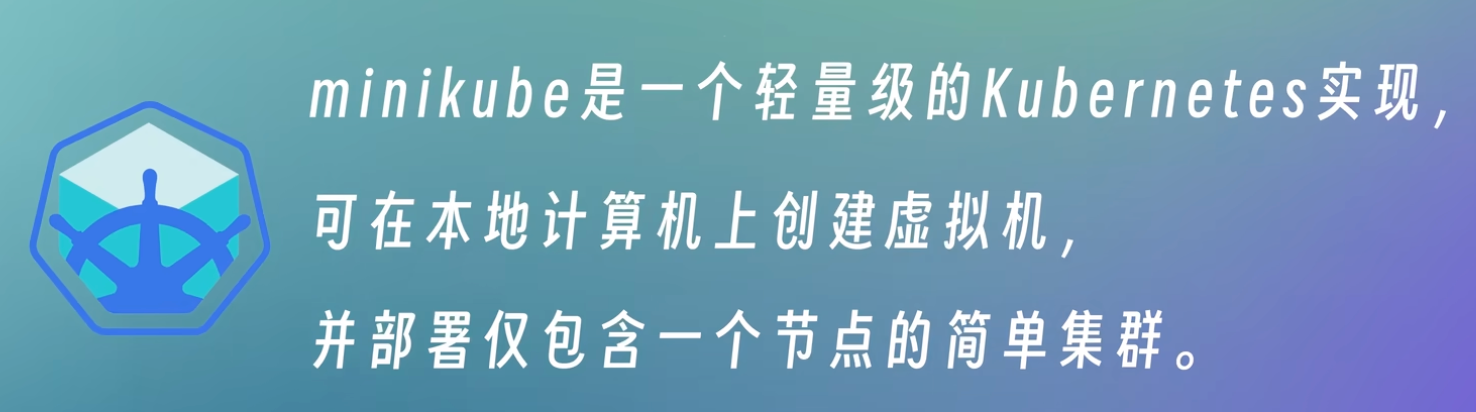 minikube是一个轻量级的Kubernetes实现，
可在本地计算机上创建虚拟机，
并部署仅包含一个节点的简单集群。